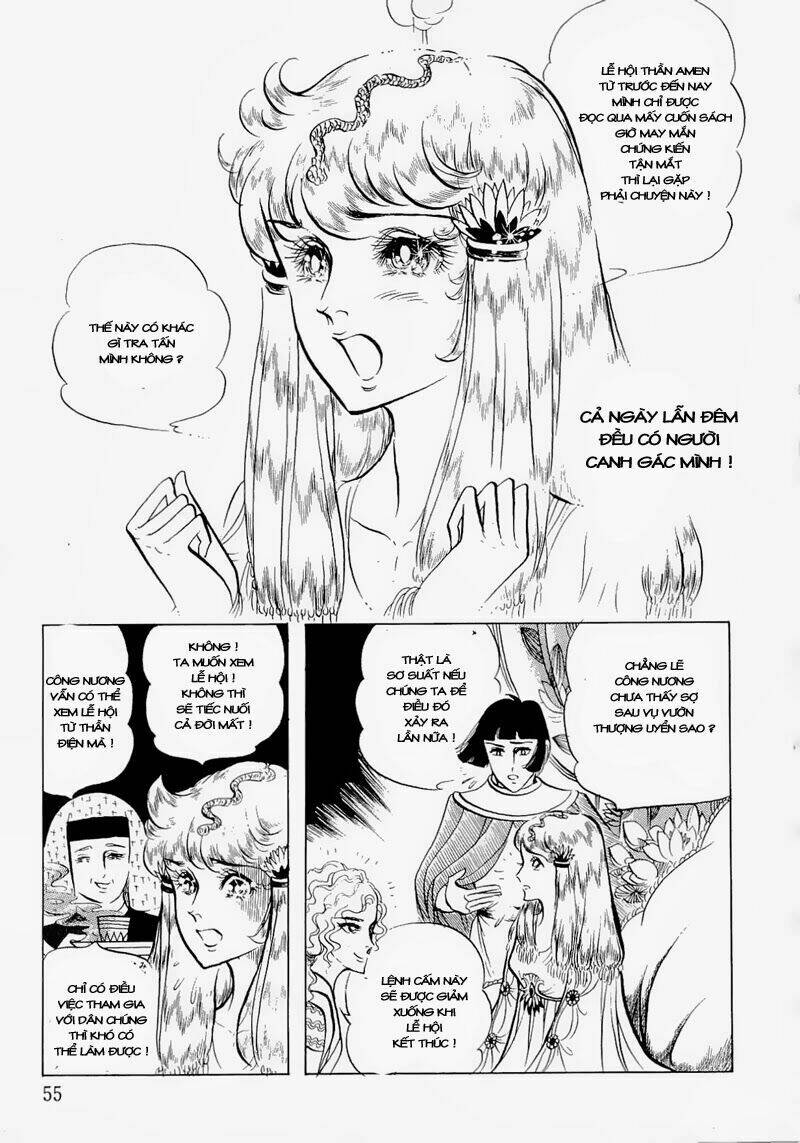 LỄ HỘI THẦN AMEN
TỪ TRƯỚC ĐẾN NAY
MÌNH CHỈ ĐƯỢC
ĐỌC QUA MẤY CUỐN SÁCH
GIỜ MAY MẮN
CHỨNG KIẾN
TẬN MẮT
THÌ LẠI GẶP
PHẢI CHUYỆN NÀY !
THẾ NÀY CÓ KHÁC
GÌ TRA TẤN
MÌNH KHÔNG ?
CẢ NGÀY LẪN ĐÊM
ĐỀU CÓ NGƯỜI
CANH GÁC MÌNH !
CHẲNG LẼ
CÔNG NƯƠNG
CHƯA THẤY SỢ
SAU VỤ VƯỜN
THƯỢNG UYỂN SAO ?
THẬT LÀ
SƠ SUẤT NẾU
CHÚNG TA ĐỂ
ĐIỀU ĐÓ
XẢY RA
LẦN NỮA !
LỆNH CẤM NÀY
SẼ ĐƯỢC GIẢM
XUỐNG KHI
LỄ HỘI
KẾT THÚC !
KHÔNG !
TA MUỐN XEM
LỄ HỘI !
KHÔNG THÌ
SẼ TIẾC NUỐI
CẢ ĐỜI MẤT !
CÔNG NƯƠNG
VẪN CÓ THỂ
XEM LỄ HỘI
TỪ THẦN
ĐIỆN MÀ !
CHỈ CÓ ĐIỀU
VIỆC THAM GIA
VỚI DÂN CHÚNG
THÌ KHÓ CÓ
THỂ LÀM ĐƯỢC !
55